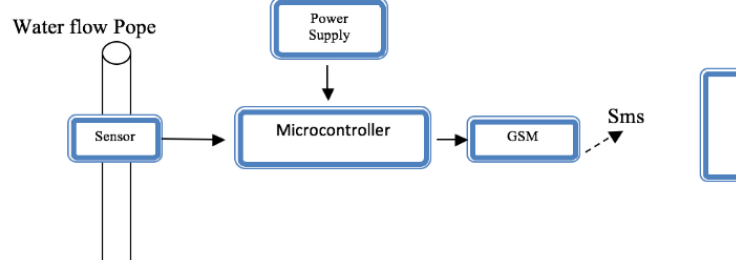 Water flow Pope
Power
Supply
Sensor
Microcontroller
GSM
Sms